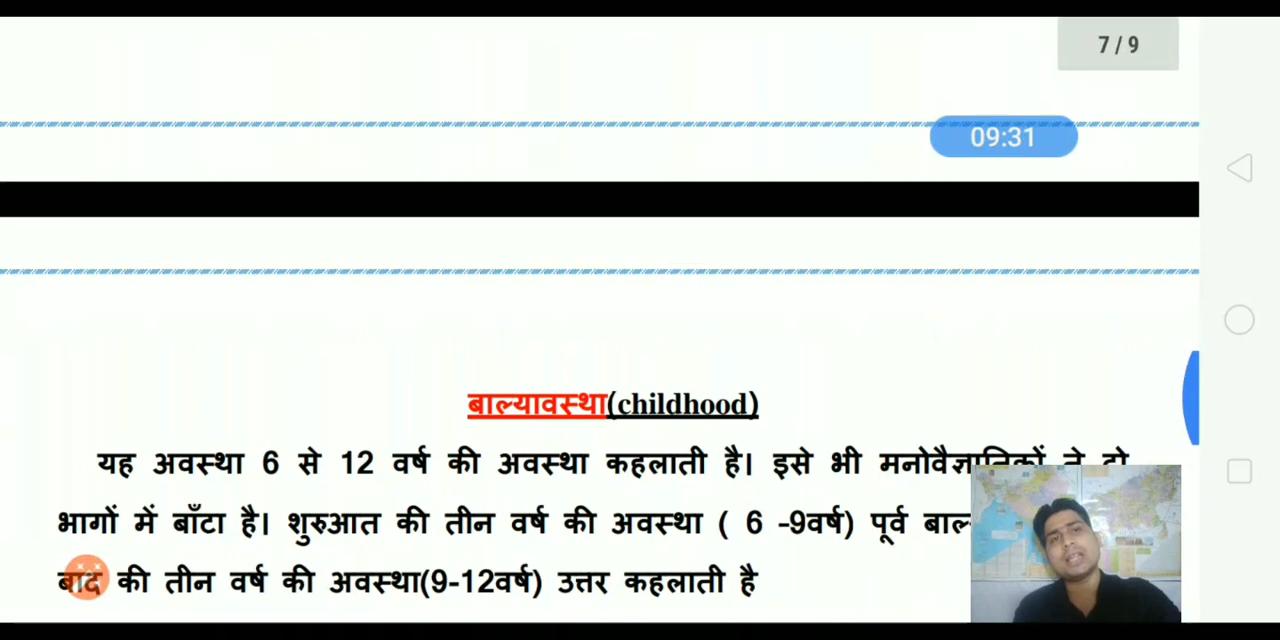 7 / 9
09:31
बाल्यावस्था(childhood)
यह अवस्था 6 से 12 वर्ष की अवस्था कहलाती है। इसे भी मनोवैज्ञानिकों ने दो
भागों में बाँटा है। शुरुआत की तीन वर्ष की अवस्था ( 6 -9वर्ष) पूर्व
बाद की तीन वर्ष की अवस्था(9-12वर्ष) उत्तर कहलाती है